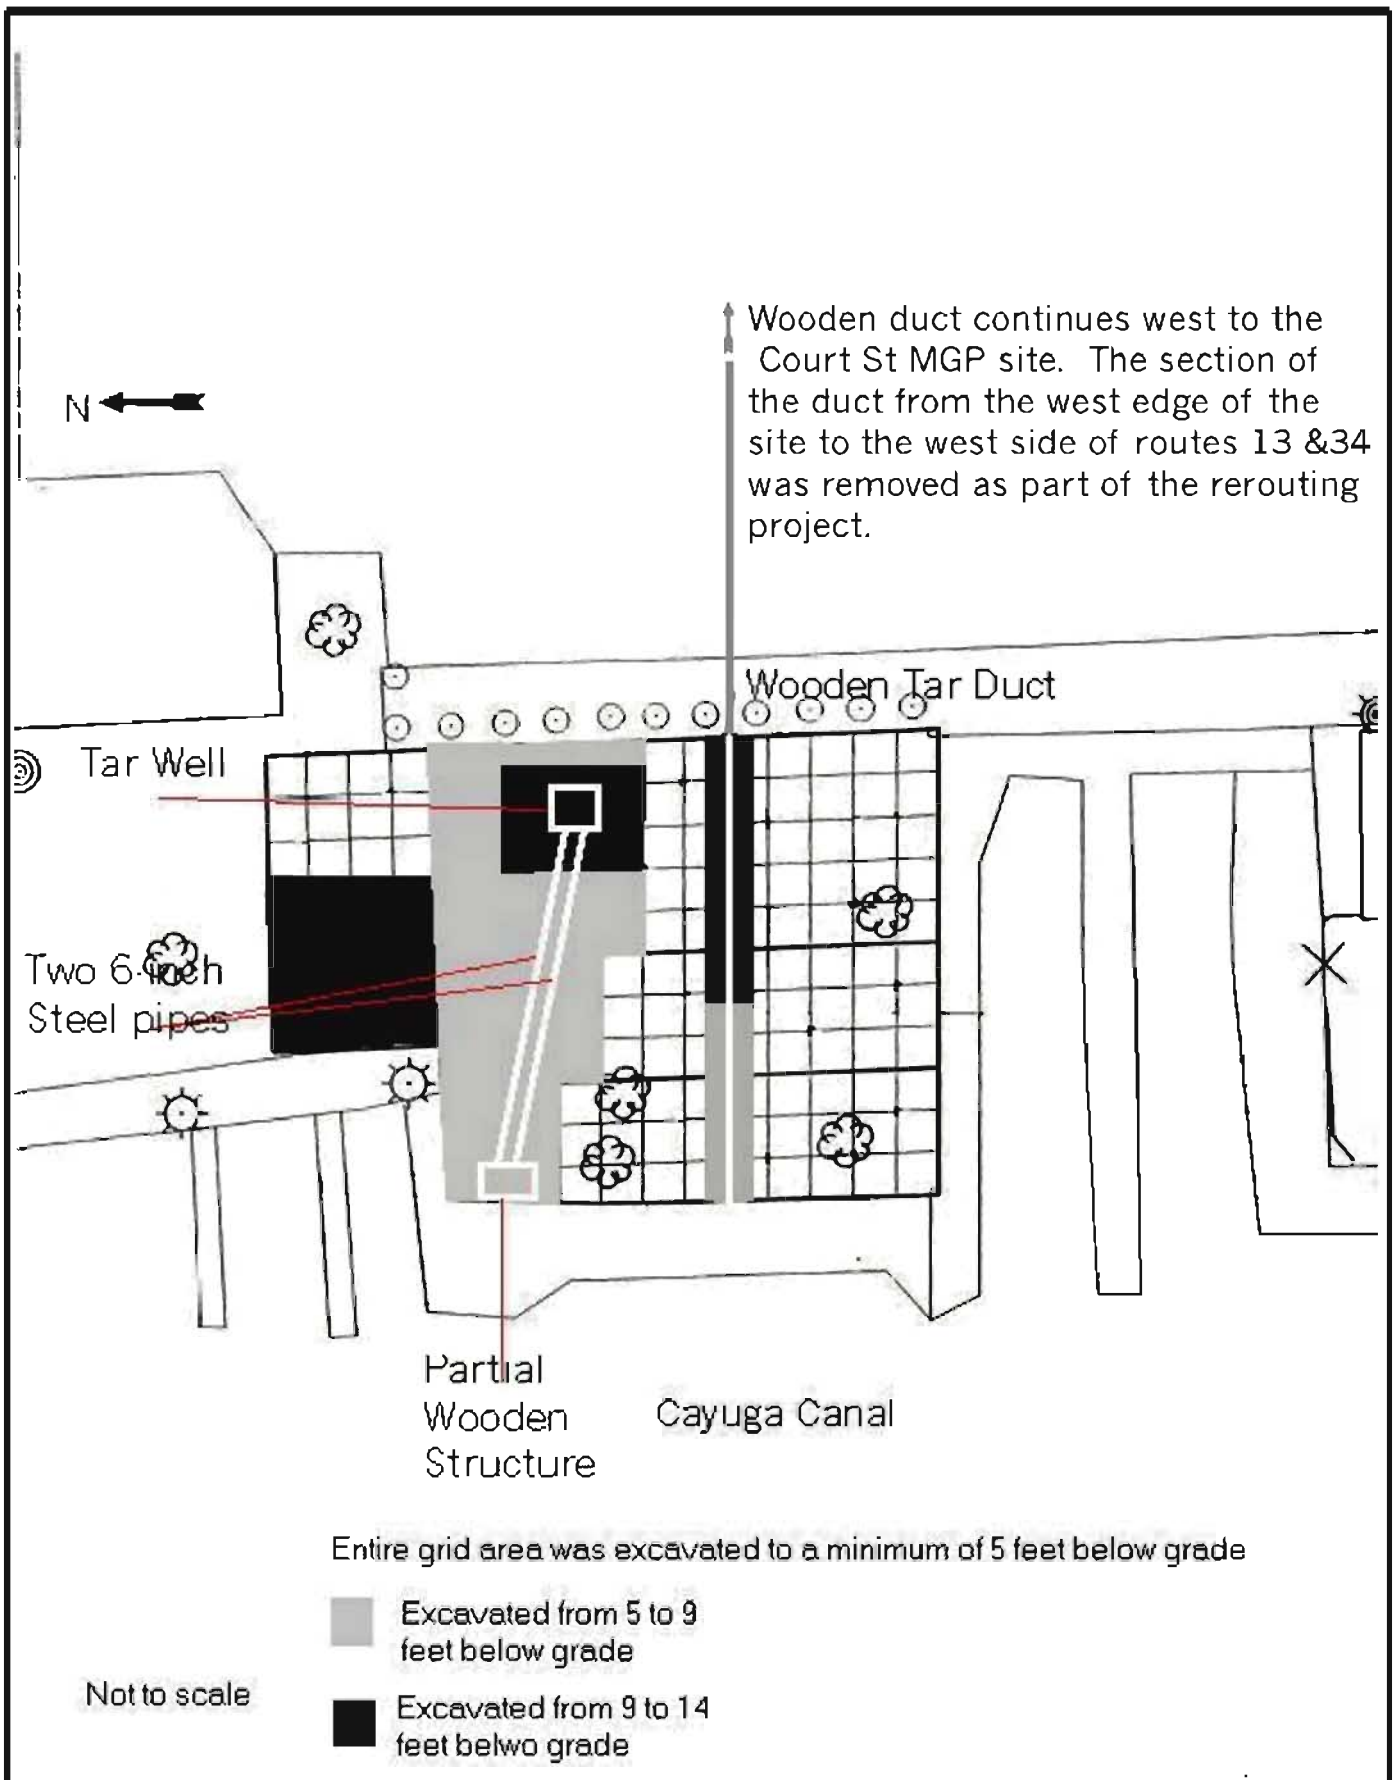 Wooden duct continues west to the
Court St MGP site. The section of
the duct from the west edge of the
site to the west side of routes 13 &34
was removed as part of the rerouting
project.
N
Wooden Tar Duct
Tar Well
Two 6-inch
Steel pipes
Partial
Wooden
Structure
Cayuga Canal
Entire grid area was excavated to a minimum of 5 feet below grade
Excavated from 5 to 9
feet below grade
Not to scale
Excavated from 9 to 14
feet belwo grade